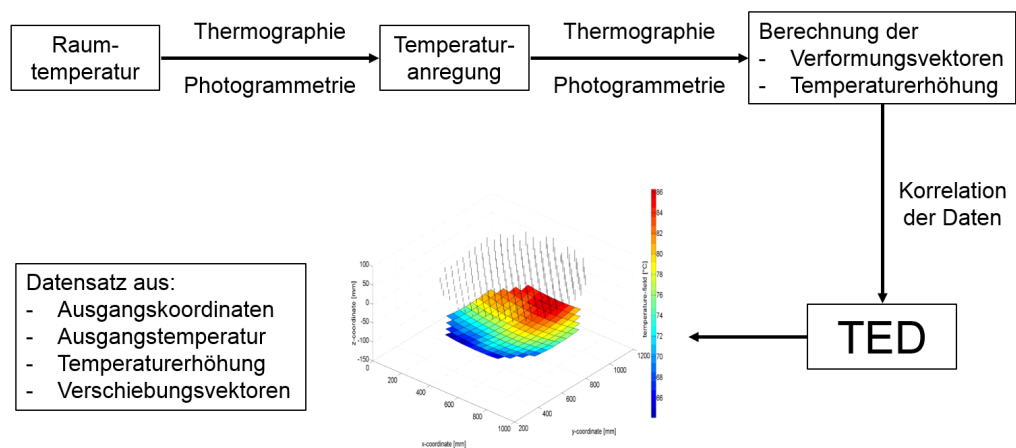 Raum-
temperatur
Thermographie
Photogrammetrie
Temperatur-
anregung
Thermographie
Photogrammetrie
Berechnung der
- Verformungsvektoren
- Temperaturerhöhung
Korrelation
der Daten
TED
Datensatz aus:
- Ausgangskoordinaten
- Ausgangstemperatur
- Temperaturerhöhung
- Verschiebungsvektoren
z-coordinate [mm]
100
50
0
-50
-100
-150
0
200
400
600
800
1000
x-coordinate [mm]
200
400
600
800
1000
1200
y-coordinate [mm]
temperature-field [°C]
86
84
82
80
78
76
74
72
70
68
66